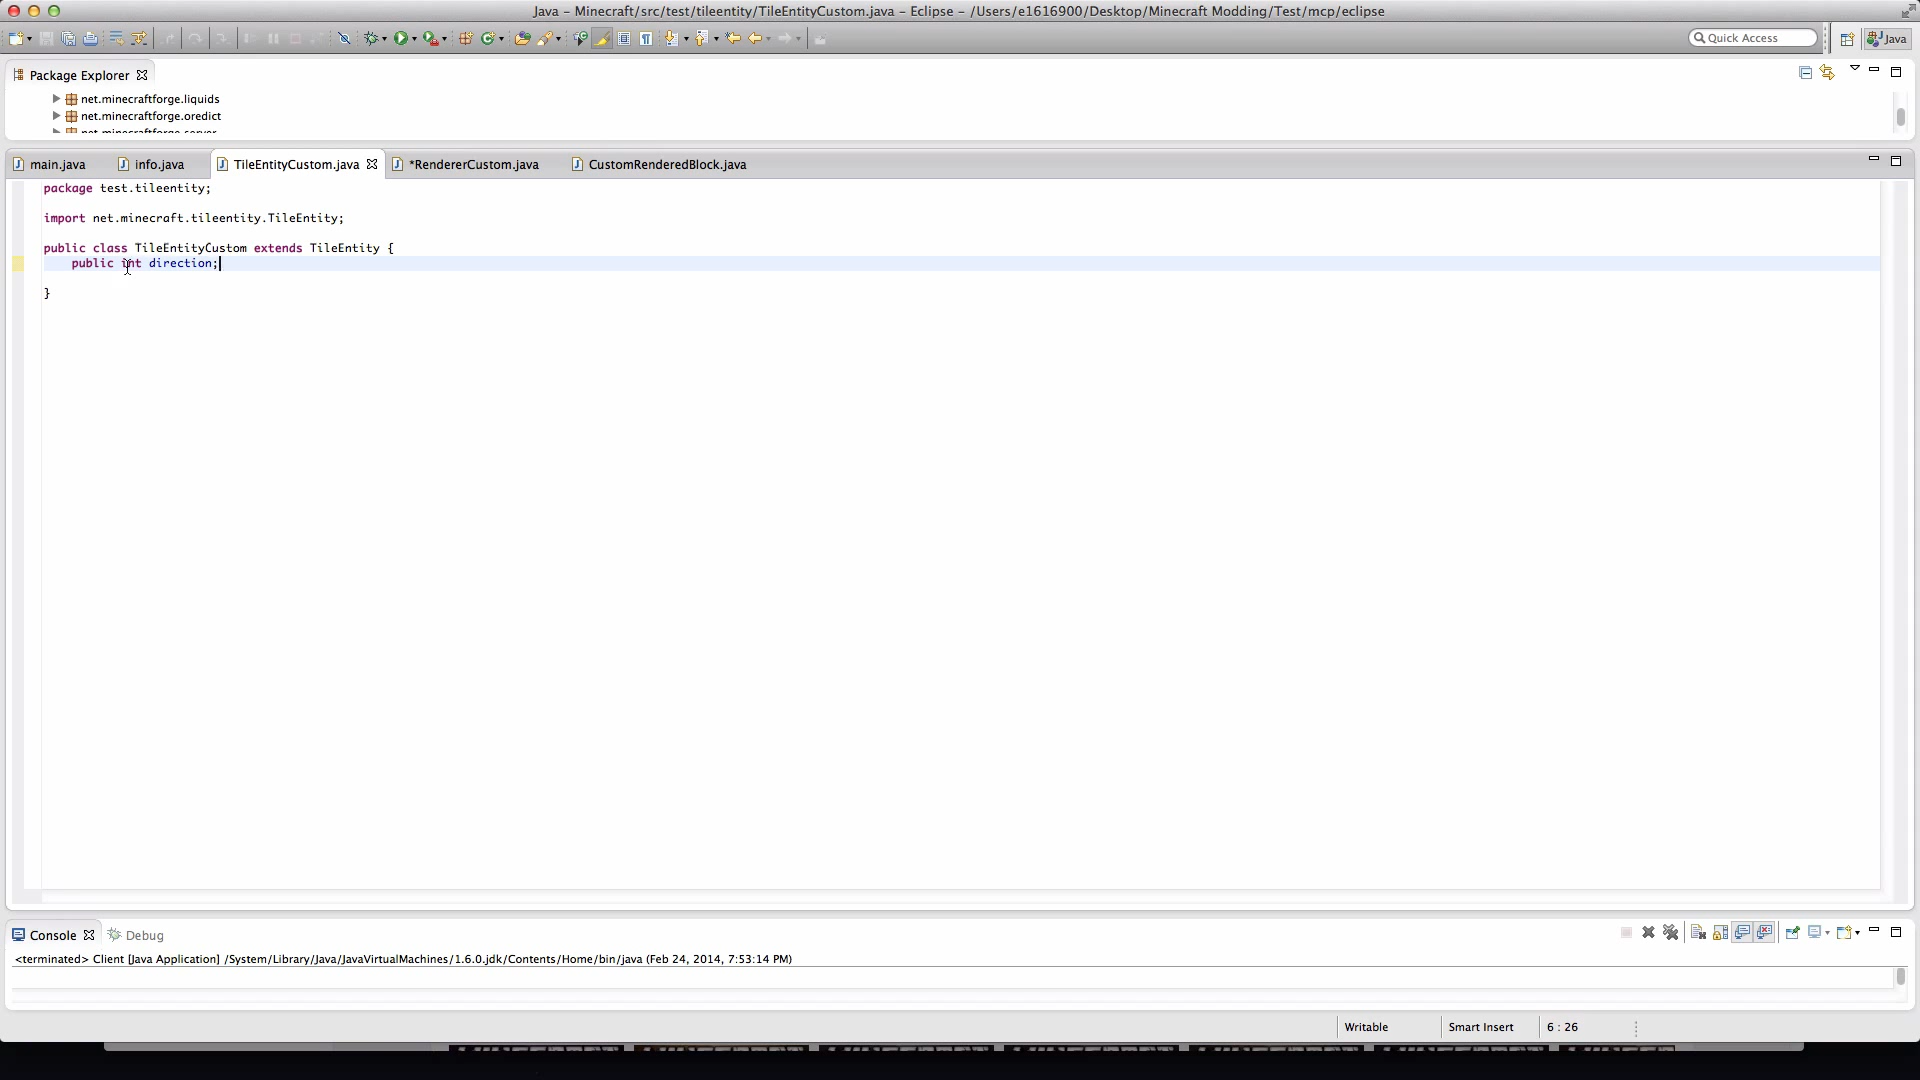 Java – Minecraft/src/test/tileentity/TileEntityCustom.java – Eclipse – /Users/e1616900/Desktop/Minecraft Modding/Test/mcp/eclipse
Quick Access
Java
Package Explorer
net.minecraftforge.liquids
net.minecraftforge.oredict
net.minecraftforge.server
main.java info.java TileEntityCustom.java *RendererCustom.java CustomRenderedBlock.java
package test.tileentity;
import net.minecraft.tileentity.TileEntity;
public class TileEntityCustom extends TileEntity {
public int direction;
}
Console Debug
<terminated> Client [Java Application] /System/Library/Java/JavaVirtualMachines/1.6.0.jdk/Contents/Home/bin/java (Feb 24, 2014, 7:53:14 PM)
Writable Smart Insert 6 : 26